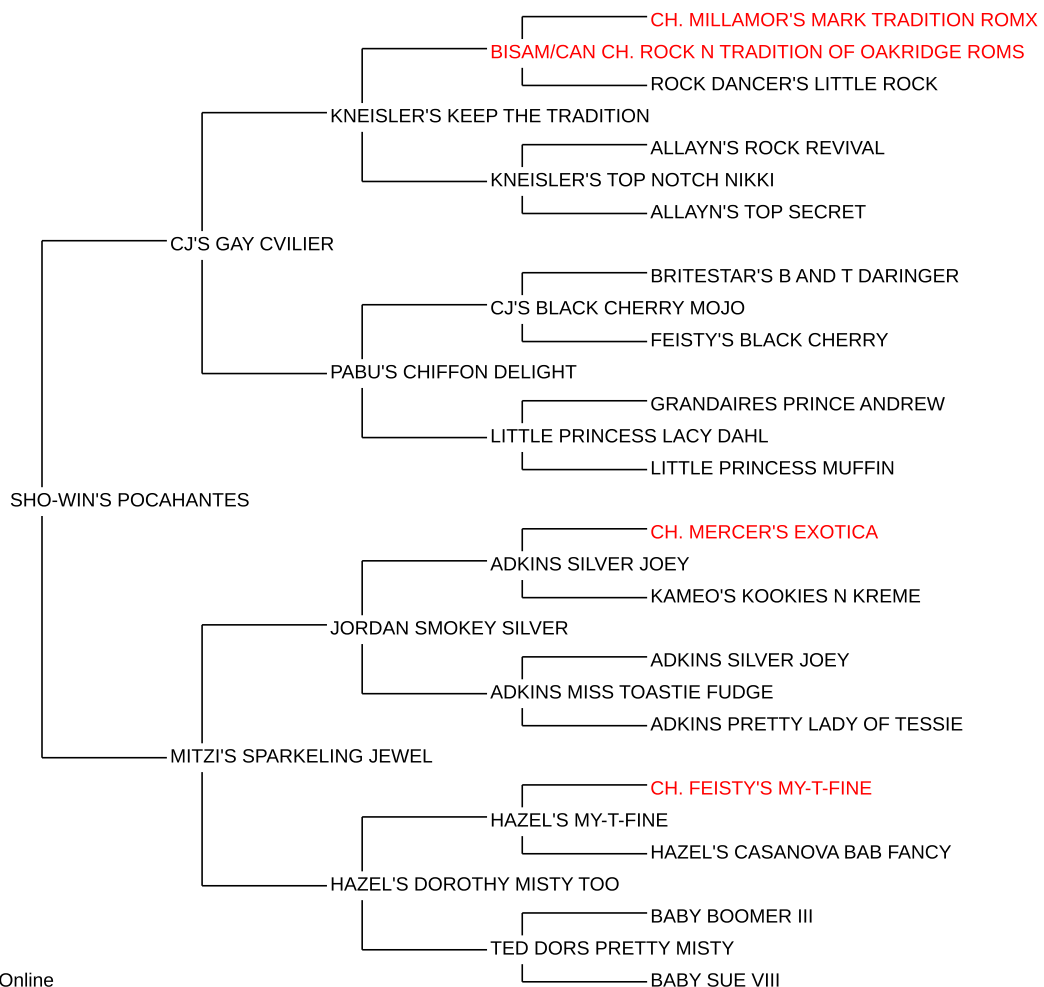 CH. MILLAMOR'S MARK TRADITION ROMX
BISAM/CAN CH. ROCK N TRADITION OF OAKRIDGE ROMS
ROCK DANCER'S LITTLE ROCK
KNEISLER'S KEEP THE TRADITION
ALLAYN'S ROCK REVIVAL
KNEISLER'S TOP NOTCH NIKKI
ALLAYN'S TOP SECRET
CJ'S GAY CVILIER
BRITESTAR'S B AND T DARINGER
CJ'S BLACK CHERRY MOJO
FEISTY'S BLACK CHERRY
PABU'S CHIFFON DELIGHT
GRANDAIRES PRINCE ANDREW
LITTLE PRINCESS LACY DAHL
LITTLE PRINCESS MUFFIN
SHO-WIN'S POCAHANTES
CH. MERCER'S EXOTICA
ADKINS SILVER JOEY
KAMEO'S KOOKIES N KREME
JORDAN SMOKEY SILVER
ADKINS SILVER JOEY
ADKINS MISS TOASTIE FUDGE
ADKINS PRETTY LADY OF TESSIE
MITZI'S SPARKELING JEWEL
CH. FEISTY'S MY-T-FINE
HAZEL'S MY-T-FINE
HAZEL'S CASANOVA BAB FANCY
HAZEL'S DOROTHY MISTY TOO
BABY BOOMER III
TED DORS PRETTY MISTY
BABY SUE VIII
Online